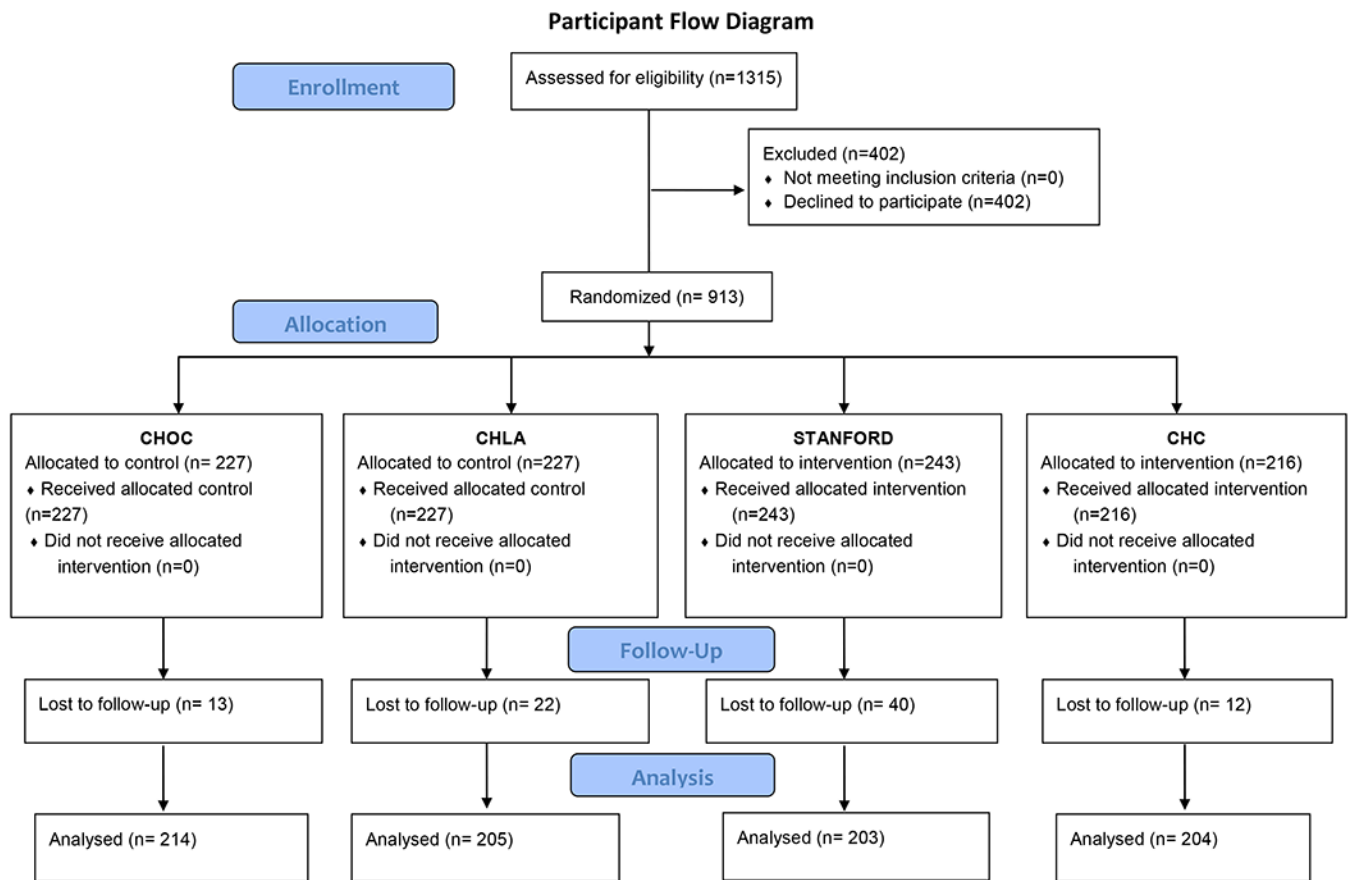 Participant Flow Diagram
Enrollment
Assessed for eligibility (n=1315)
Excluded (n=402)
♦ Not meeting inclusion criteria (n=0)
♦ Declined to participate (n=402)
Randomized (n= 913)
Allocation
CHOC
Allocated to control (n= 227)
♦ Received allocated control
(n=227)
♦ Did not receive allocated
intervention (n=0)
CHLA
Allocated to control (n=227)
♦ Received allocated control
(n=227)
♦ Did not receive allocated
intervention (n=0)
STANFORD
Allocated to intervention (n=243)
♦ Received allocated intervention
(n=243)
♦ Did not receive allocated
intervention (n=0)
CHC
Allocated to intervention (n=216)
♦ Received allocated intervention
(n=216)
♦ Did not receive allocated
intervention (n=0)
Follow-Up
Lost to follow-up (n= 13)
Lost to follow-up (n= 22)
Lost to follow-up (n= 40)
Lost to follow-up (n= 12)
Analysis
Analysed (n= 214)
Analysed (n= 205)
Analysed (n= 203)
Analysed (n= 204)